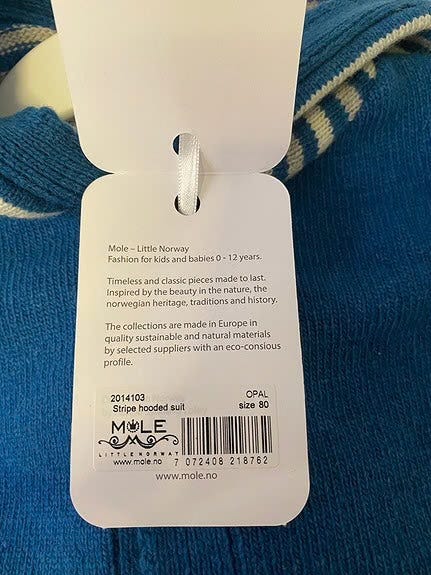 Mole – Little Norway
Fashion for kids and babies 0 - 12 years.
Timeless and classic pieces made to last.
Inspired by the beauty in the nature, the
norwegian heritage, traditions and history.
The collections are made in Europe in
quality sustainable and natural materials
by selected suppliers with an eco-consious
profile.
2014103 OPAL
Stripe hooded suit size 80
MOLE
LITTLENORWAY
www.mole.no 7 072408 218762
www.mole.no